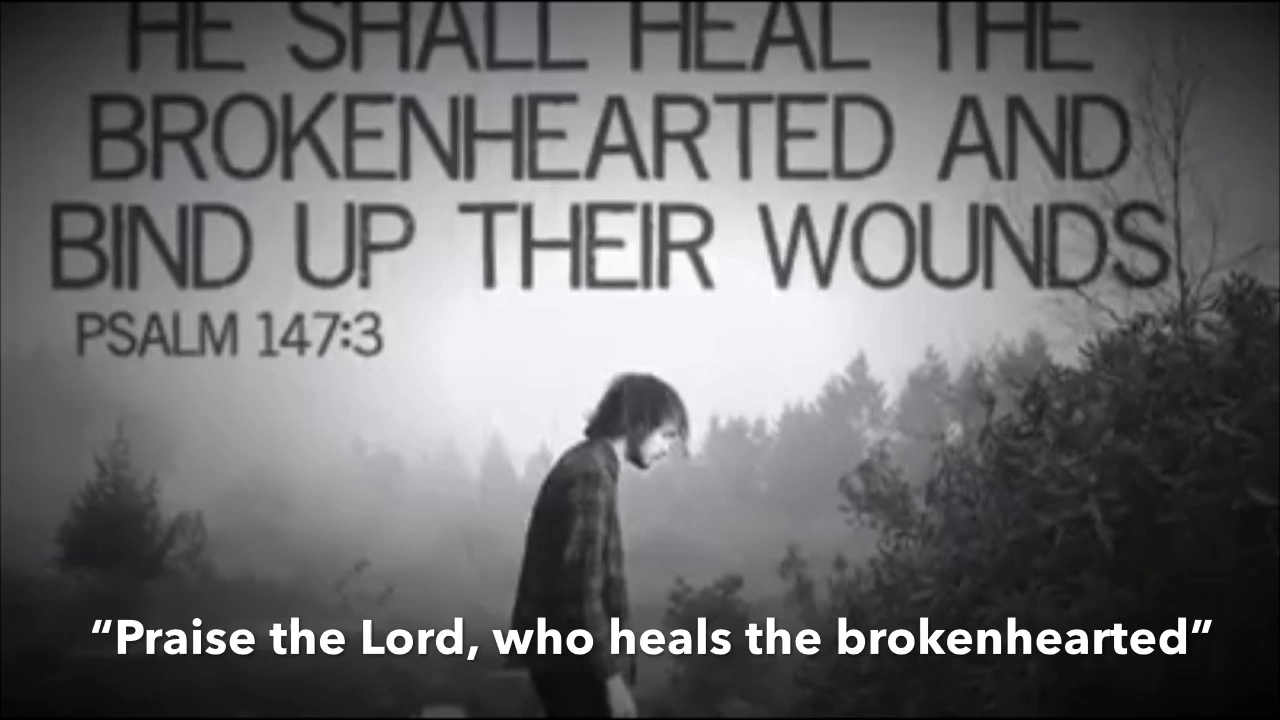 HE SHALL HEAL THE
BROKENHEARTED AND
BIND UP THEIR WOUNDS
PSALM 147:3
“Praise the Lord, who heals the brokenhearted”